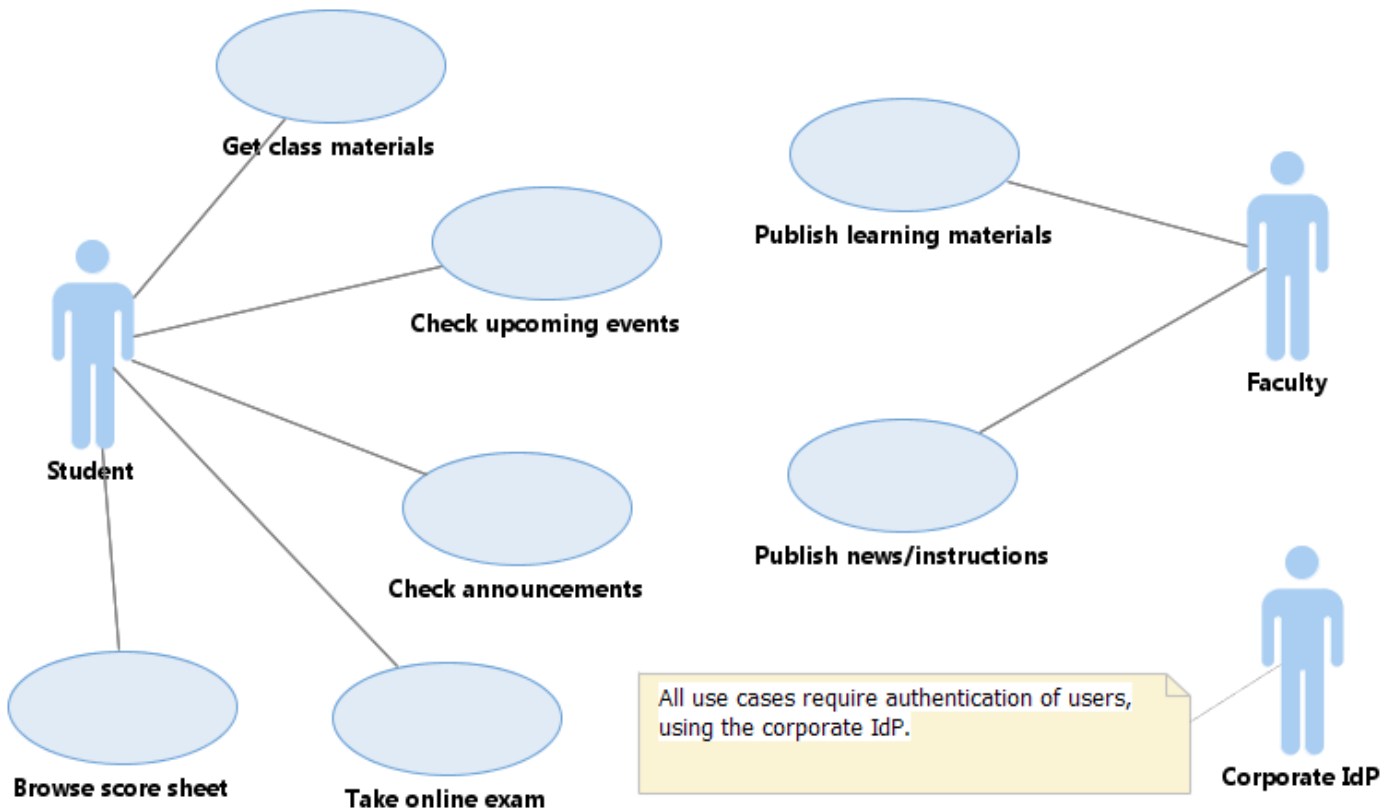 Get class materials
Publish learning materials
Check upcoming events
Faculty
Student
Publish news/instructions
Check announcements
All use cases require authentication of users,
using the corporate IdP.
Corporate IdP
Browse score sheet
Take online exam